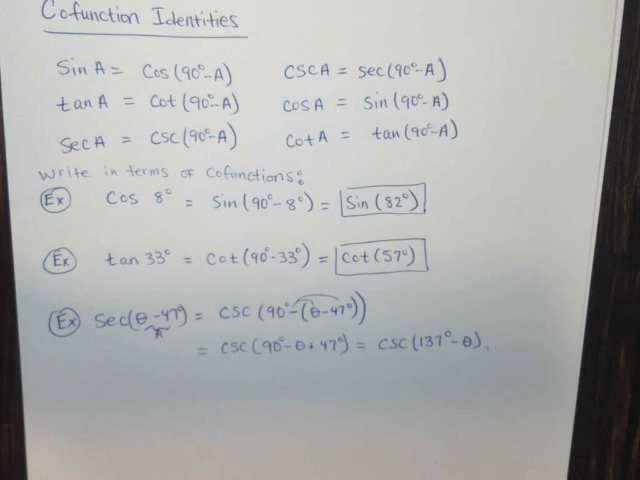 Cofunction Identities
Sin A = Cos (90°-A) CSC A = Sec (90°-A)
tan A = Cot (90°-A) COS A = Sin (90°-A)
Sec A = CSC (90°-A) Cot A = tan (90°-A)
Write in terms of Cofunctions:
Ex Cos 8° = Sin (90°-8°) = Sin (82°)
Ex tan 33° = Cot (90°-33°) = Cot (57°)
Ex Sec(θ-47°) = CSC (90°-(θ-47°))
A
= CSC (90°-θ+47°) = CSC (137°-θ).